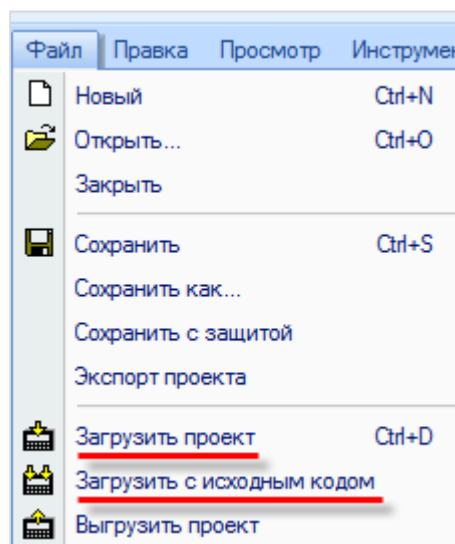 Файл Правка Просмотр Инструме
Новый Ctrl+N
Открыть... Ctrl+O
Закрыть
Сохранить Ctrl+S
Сохранить как...
Сохранить с защитой
Экспорт проекта
Загрузить проект Ctrl+D
Загрузить с исходным кодом
Выгрузить проект